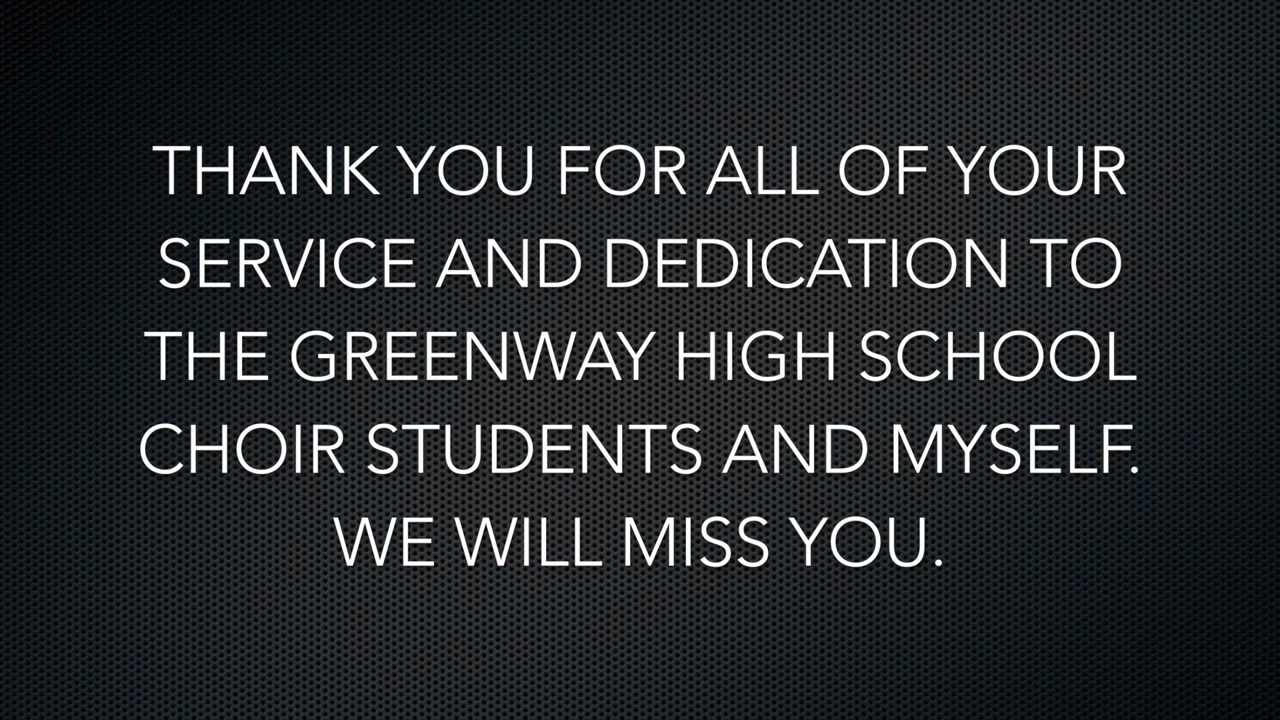 THANK YOU FOR ALL OF YOUR
SERVICE AND DEDICATION TO
THE GREENWAY HIGH SCHOOL
CHOIR STUDENTS AND MYSELF.
WE WILL MISS YOU.